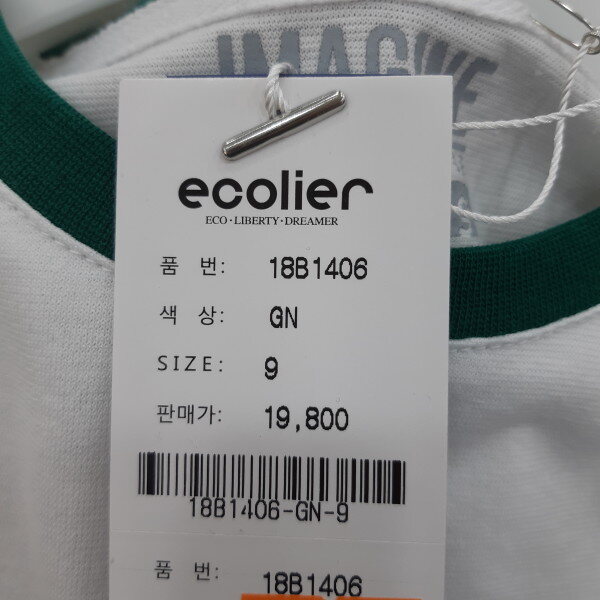 ecolier
ECO·LIBERTY·DREAMER
품 번: 18B1406
색 상: GN
SIZE: 9
판매가: 19,800
18B1406-GN-9
품 번: 18B1406